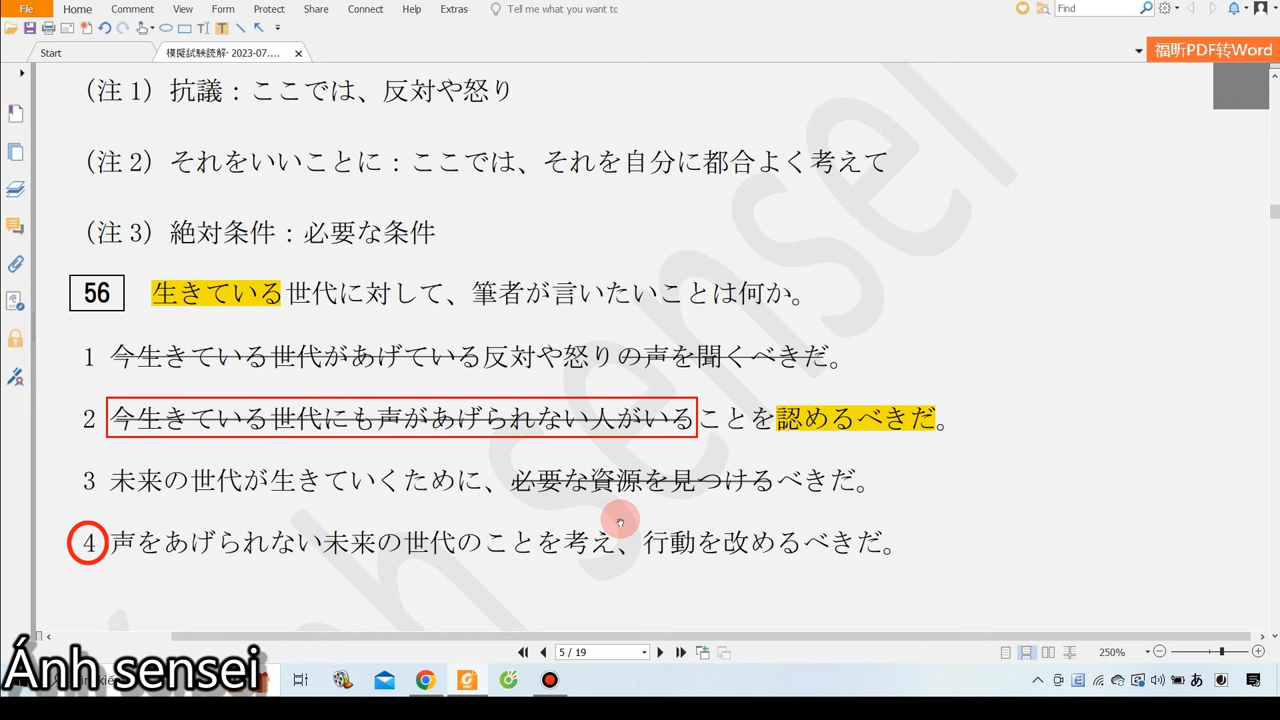 File Home Comment View Form Protect Share Connect Help Extras Tell me what you want to Find
Start 模擬試験読解· 2023-07.... 福昕PDF转Word
（注１）抗議：ここでは、反対や怒り
（注２）それをいいことに：ここでは、それを自分に都合よく考えて
（注３）絶対条件：必要な条件
56 生きている世代に対して、筆者が言いたいことは何か。
1 今生きている世代があげている反対や怒りの声を聞くべきだ。
2 今生きている世代にも声があげられない人がいることを認めるべきだ。
3 未来の世代が生きていくために、必要な資源を見つけるべきだ。
4 声をあげられない未来の世代のことを考え、行動を改めるべきだ。
5 / 19 250%
Ánh sensei